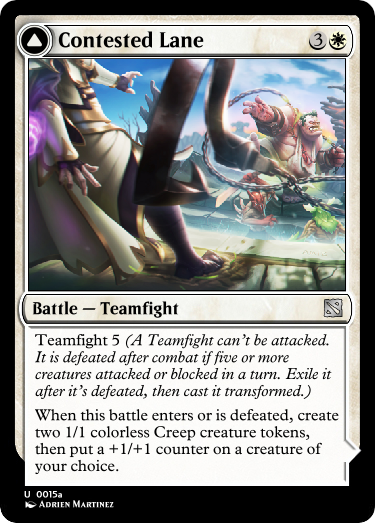 Contested Lane 3
Battle — Teamfight
Teamfight 5 (A Teamfight can't be attacked.
It is defeated after combat if five or more
creatures attacked or blocked in a turn. Exile it
after it's defeated, then cast it transformed.)
When this battle enters or is defeated, create
two 1/1 colorless Creep creature tokens,
then put a +1/+1 counter on a creature of
your choice.
U 0015a
Adrien Martinez